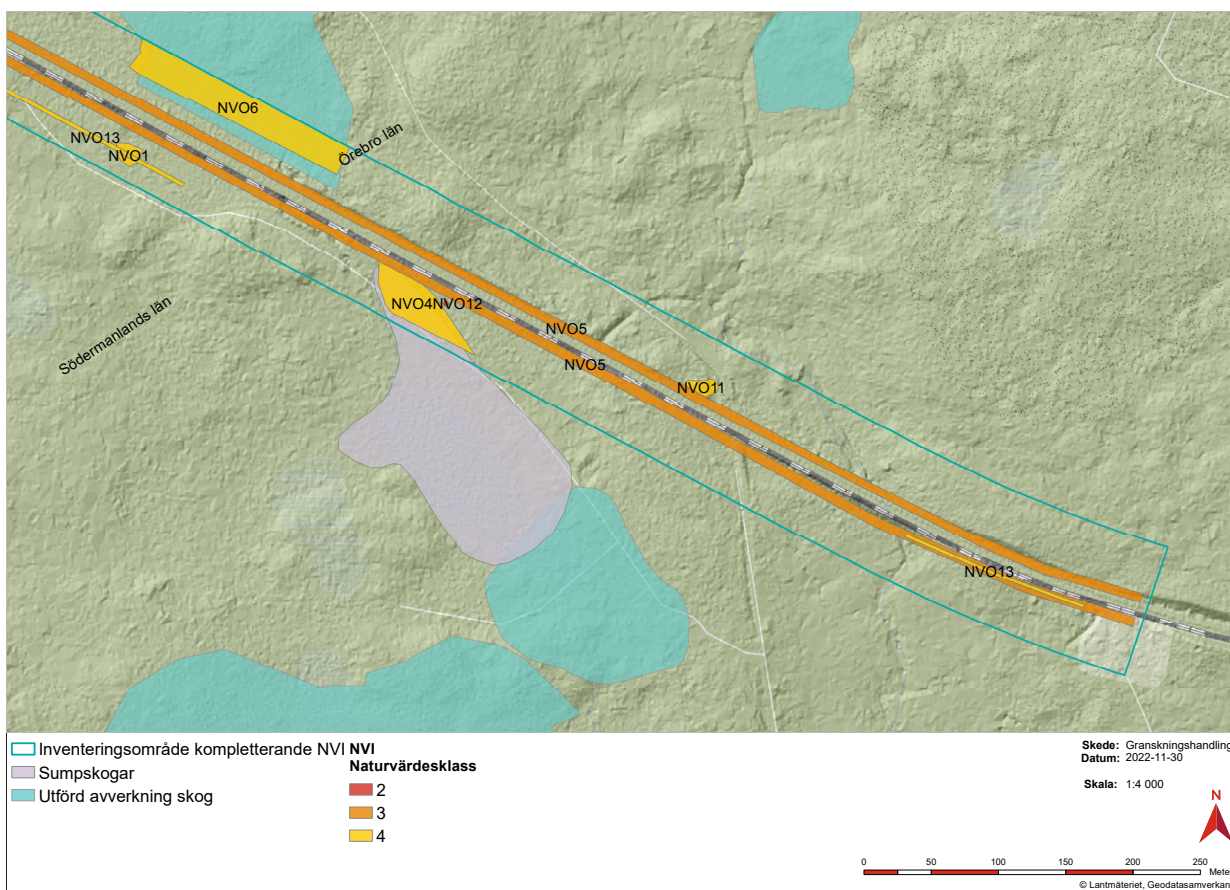 NVO6
Örebro län
NVO13
NVO1
Södermanlands län
NVO4NVO12
NVO5
NVO5
NVO11
NVO13
Inventeringsområde kompletterande NVI
Sumpskogar
Utförd avverkning skog
NVI
Naturvärdesklass
2
3
4
Skede: Granskningshandling
Datum: 2022-11-30
Skala: 1:4 000
N
0 50 100 150 200 250
Mete
© Lantmäteriet, Geodatasamverkan